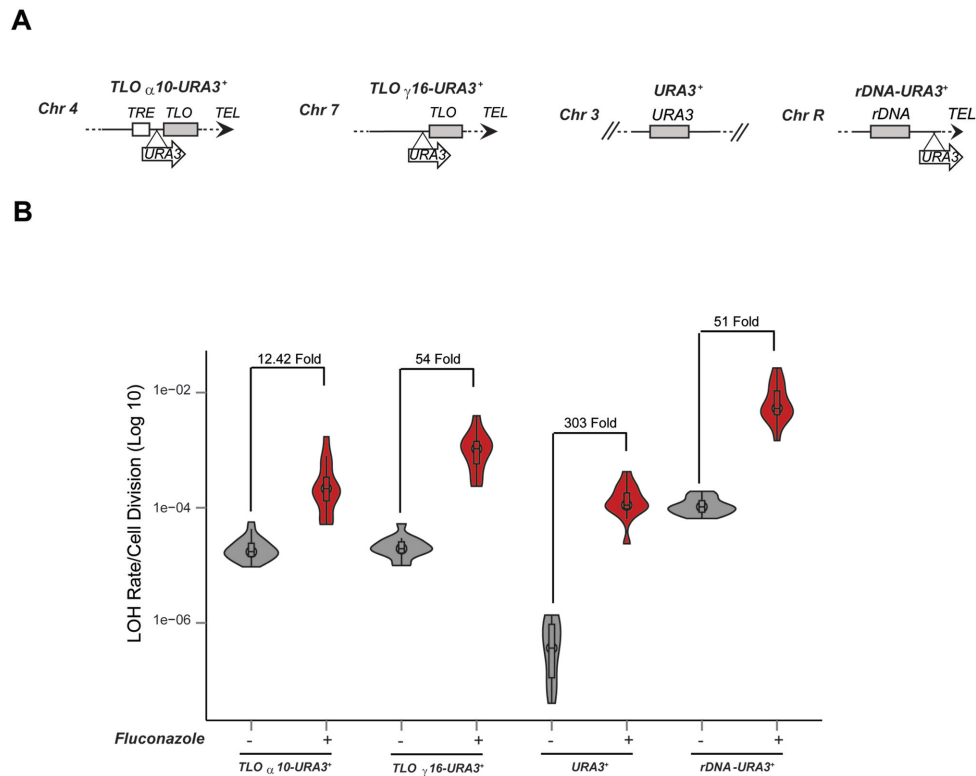 A
TLO α10-URA3⁺
Chr 4
TRE TLO TEL
URA3
TLO γ16-URA3⁺
Chr 7
TLO TEL
URA3
URA3⁺
Chr 3
URA3
rDNA-URA3⁺
Chr R
rDNA TEL
URA3
B
LOH Rate/Cell Division (Log 10)
1e−02
1e−04
1e−06
12.42 Fold
54 Fold
303 Fold
51 Fold
Fluconazole - + - + - + - +
TLO α 10-URA3⁺ TLO γ 16-URA3⁺ URA3⁺ rDNA-URA3⁺